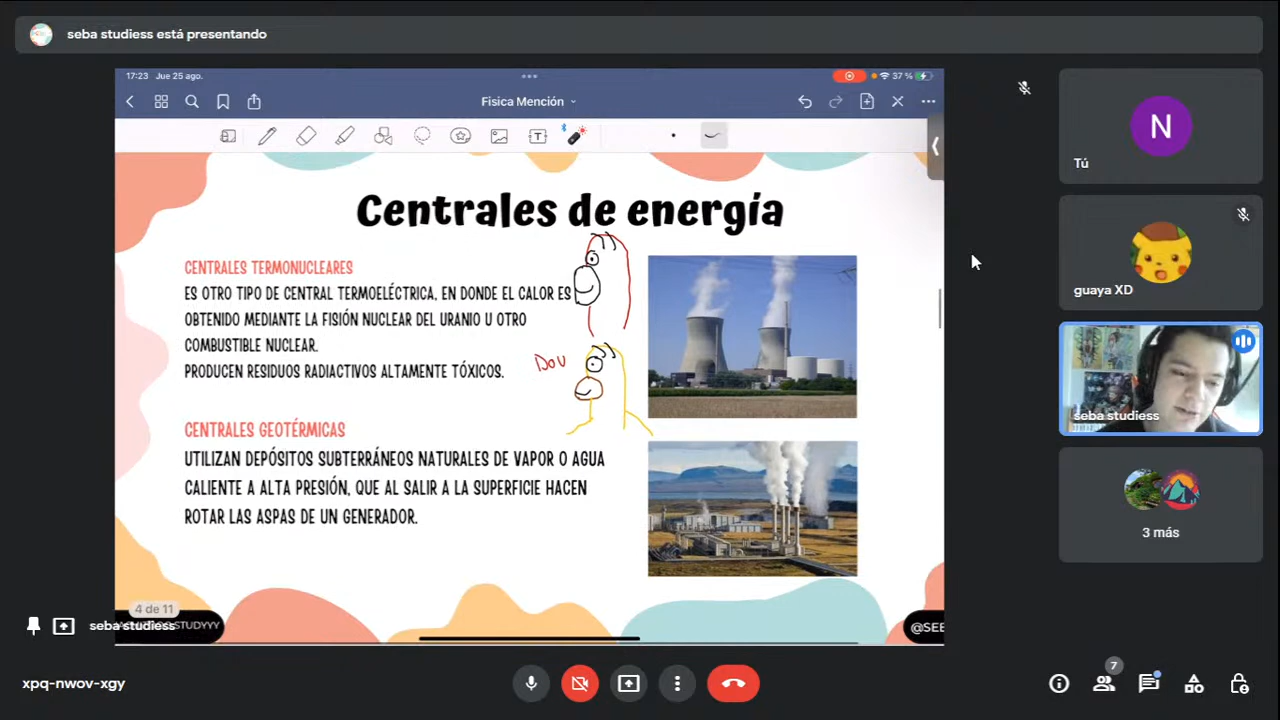 seba studiess está presentando
17:23 Jue 25 ago.
37 %
Física Mención
T
Centrales de energía
CENTRALES TERMONUCLEARES
ES OTRO TIPO DE CENTRAL TERMOELÉCTRICA, EN DONDE EL CALOR ES
OBTENIDO MEDIANTE LA FISIÓN NUCLEAR DEL URANIO U OTRO
COMBUSTIBLE NUCLEAR.
PRODUCEN RESIDUOS RADIACTIVOS ALTAMENTE TÓXICOS.
DOU
CENTRALES GEOTÉRMICAS
UTILIZAN DEPÓSITOS SUBTERRÁNEOS NATURALES DE VAPOR O AGUA
CALIENTE A ALTA PRESIÓN, QUE AL SALIR A LA SUPERFICIE HACEN
ROTAR LAS ASPAS DE UN GENERADOR.
4 de 11
STUDYYY
seba studiess
@SEE
N
Tú
guaya XD
seba studiess
3 más
xpq-nwov-xgy
7